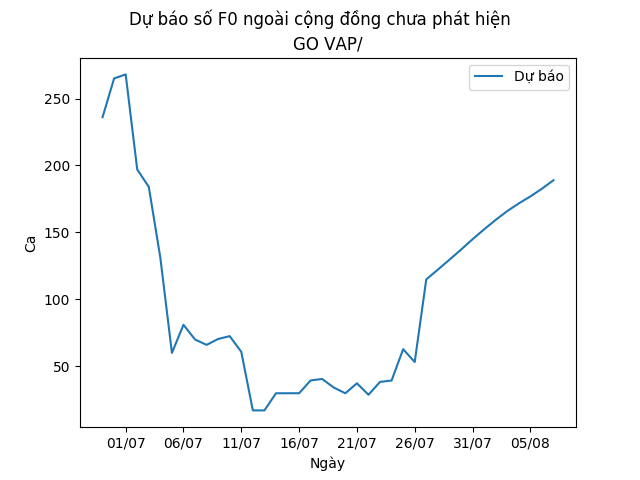 Dự báo số F0 ngoài cộng đồng chưa phát hiện
GO VAP/
Dự báo
250
200
150
100
50
Ca
01/07 06/07 11/07 16/07 21/07 26/07 31/07 05/08
Ngày